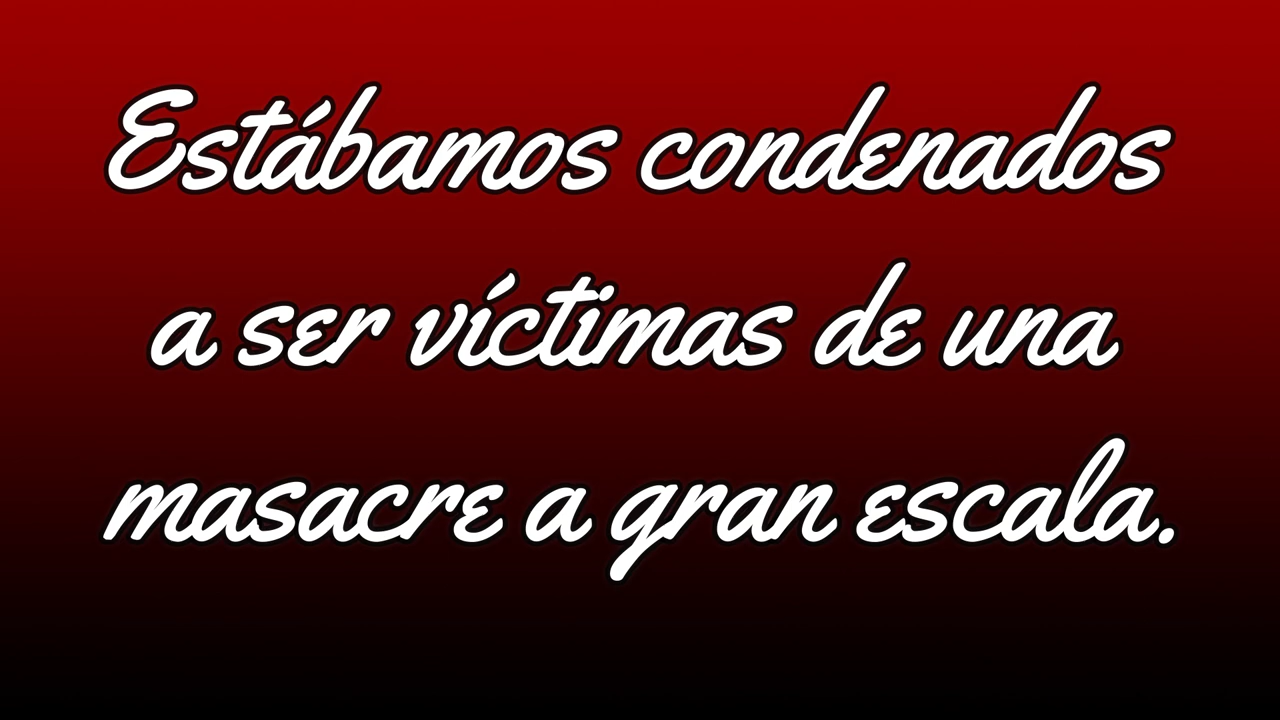 Estábamos condenados
a ser víctimas de una
masacre a gran escala.